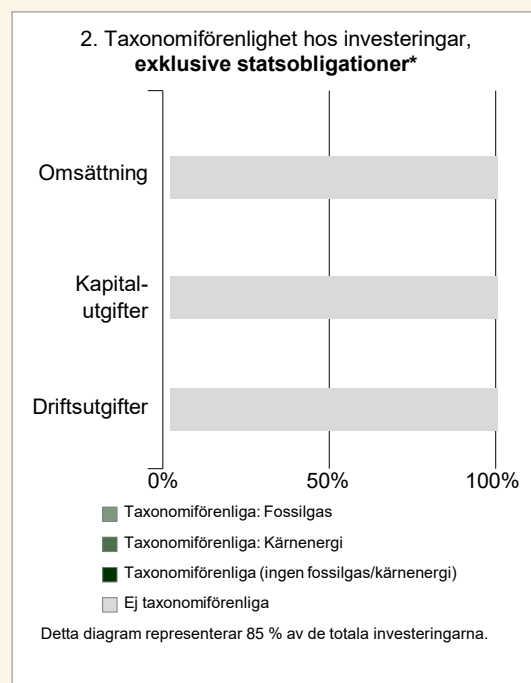 2. Taxonomiförenlighet hos investeringar,
exklusive statsobligationer*
Omsättning
Kapital-
utgifter
Driftsutgifter
0% 50% 100%
Taxonomiförenliga: Fossilgas
Taxonomiförenliga: Kärnenergi
Taxonomiförenliga (ingen fossilgas/kärnenergi)
Ej taxonomiförenliga
Detta diagram representerar 85 % av de totala investeringarna.